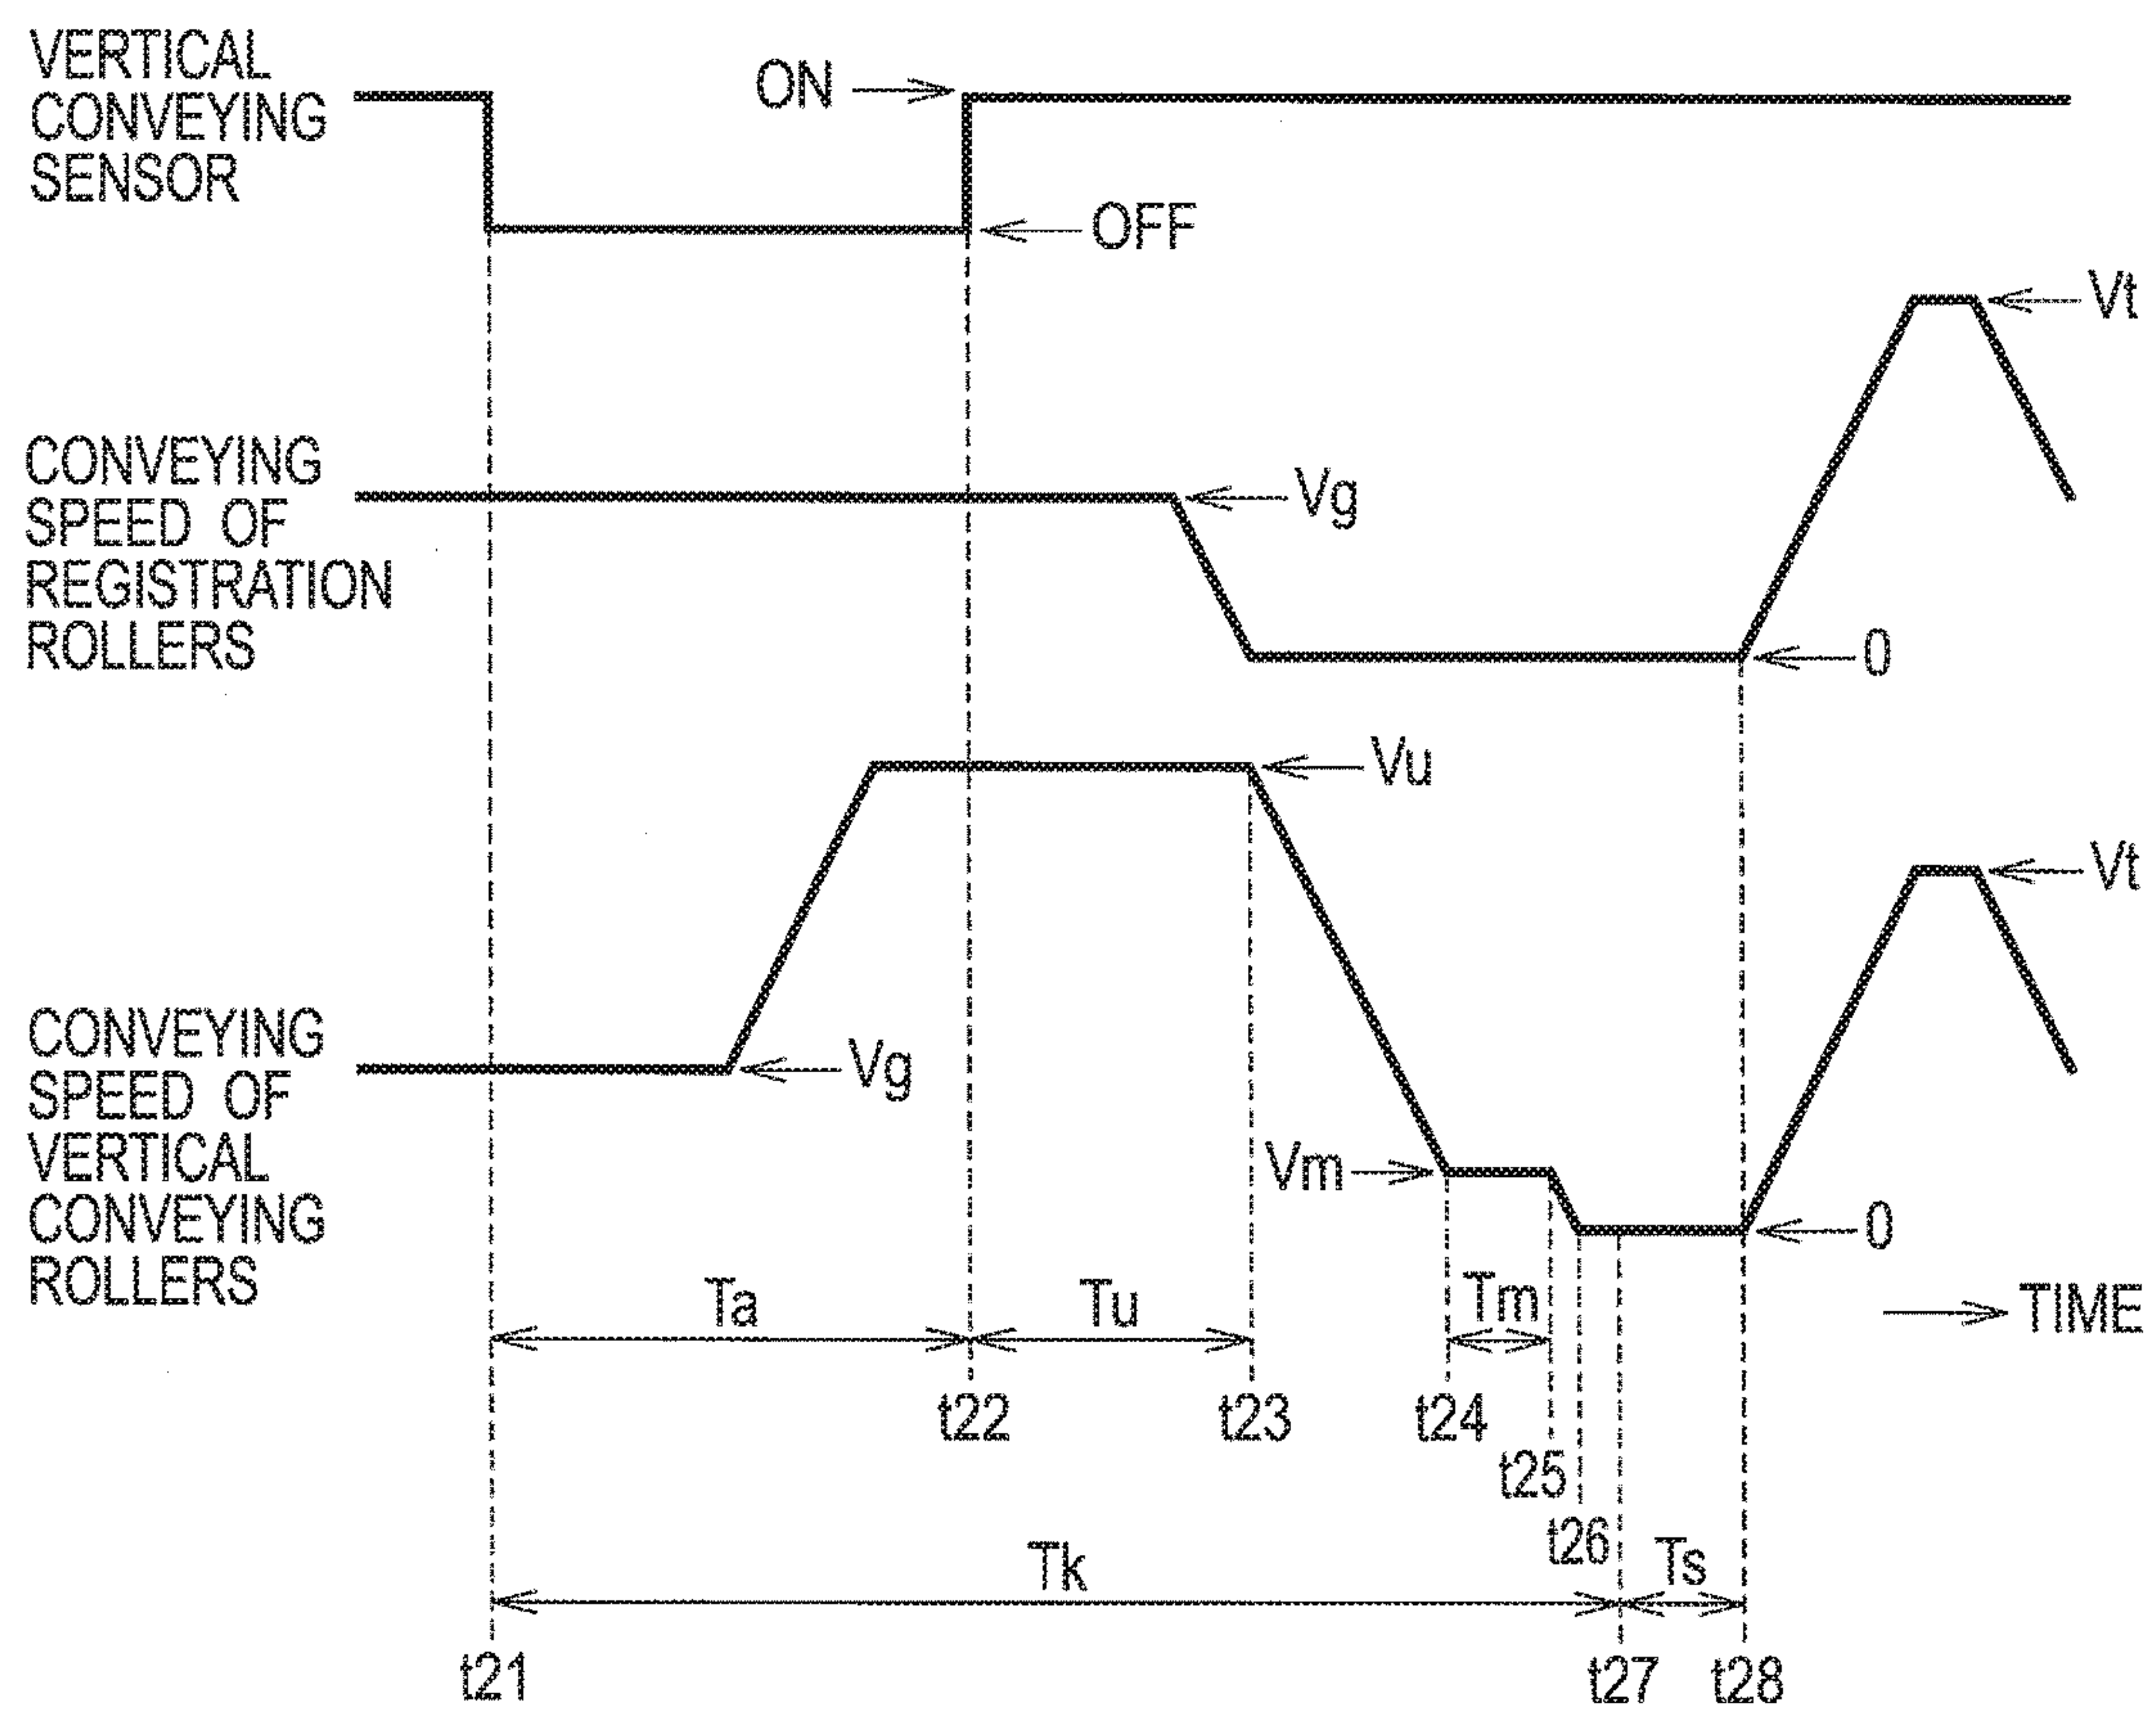 VERTICAL
CONVEYING
SENSOR
ON
OFF
Vt
CONVEYING
SPEED OF
REGISTRATION
ROLLERS
Vg
0
Vu
Vt
CONVEYING
SPEED OF
VERTICAL
CONVEYING
ROLLERS
Vg
Vm
0
Ta
Tu
Tm
TIME
t22
t23
t24
t25
t26
Tk
Ts
t21
t27
t28